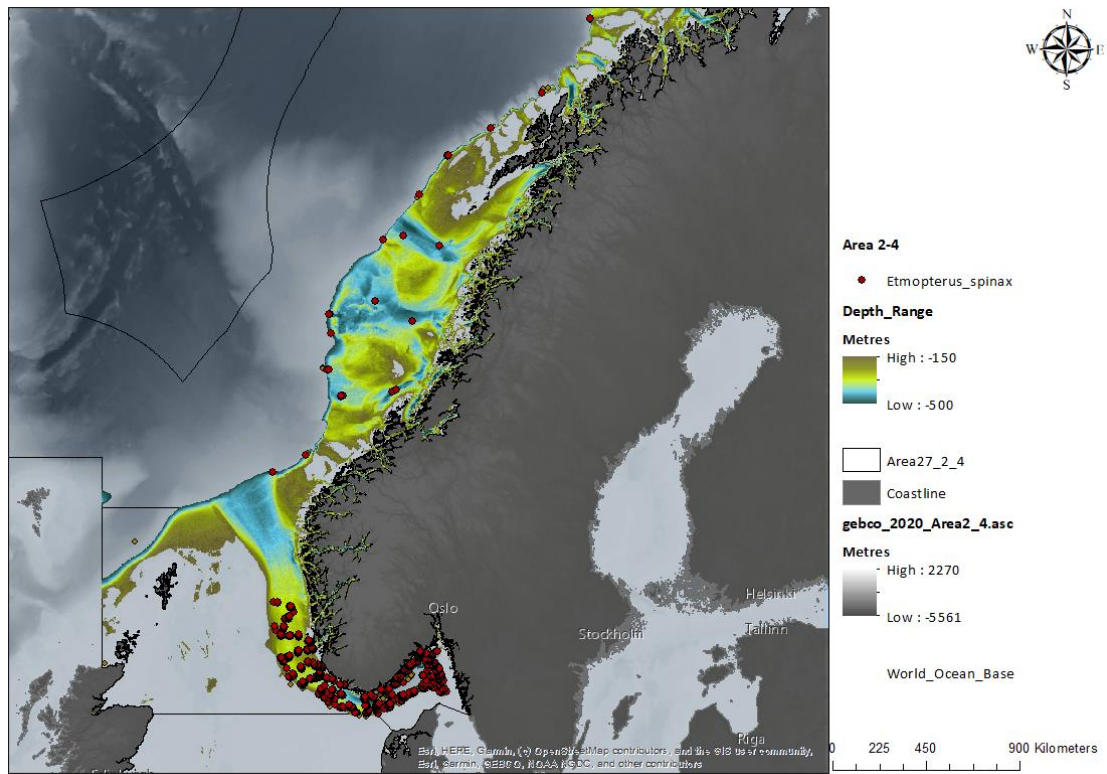 N
W E
S
Area 2-4
Etmopterus_spinax
Depth_Range
Metres
High : -150
Low : -500
Area27_2_4
Coastline
gebco_2020_Area2_4.asc
Metres
High : 2270
Low : -5561
World_Ocean_Base
0 225 450 900 Kilometers
Oslo
Helsinki
Stockholm
Tallinn
Riga
Esri, HERE, Garmin, (c) OpenStreetMap contributors, and the GIS user community,
Esri, Garmin, GEBCO, NOAA NGDC, and other contributors